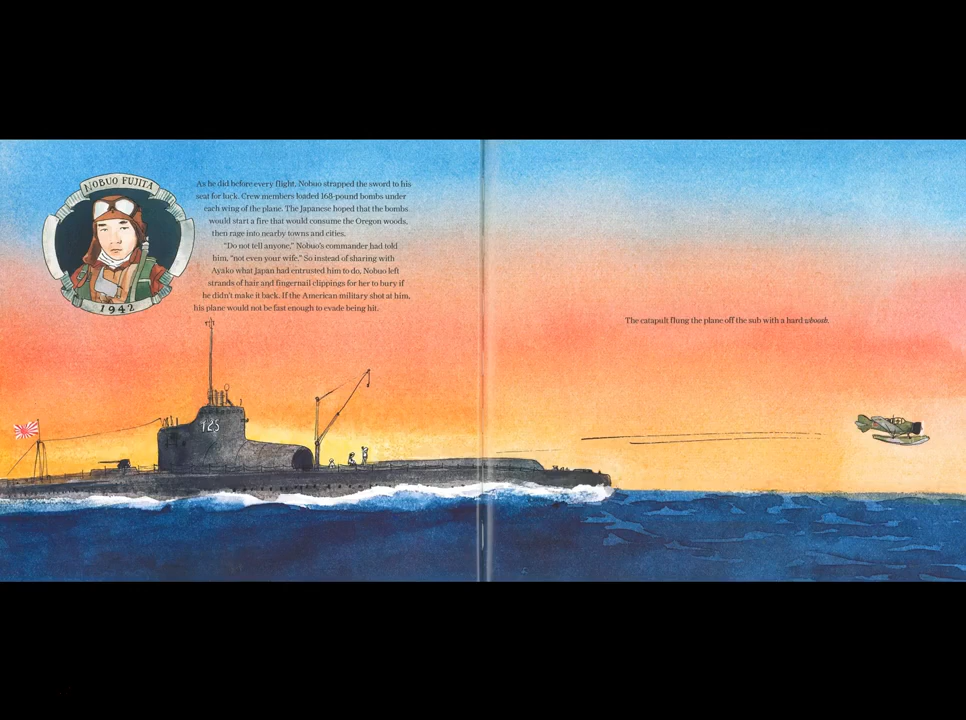 NOBUO FUJITA
1942
As he did before every flight, Nobuo strapped the sword to his
seat for luck. Crew members loaded 168-pound bombs under
each wing of the plane. The Japanese hoped that the bombs
would start a fire that would consume the Oregon woods,
then rage into nearby towns and cities.
“Do not tell anyone,” Nobuo’s commander had told
him, “not even your wife.” So instead of sharing with
Ayako what Japan had entrusted him to do, Nobuo left
strands of hair and fingernail clippings for her to bury if
he didn’t make it back. If the American military shot at him,
his plane would not be fast enough to evade being hit.
I25
The catapult flung the plane off the sub with a hard whoosh.